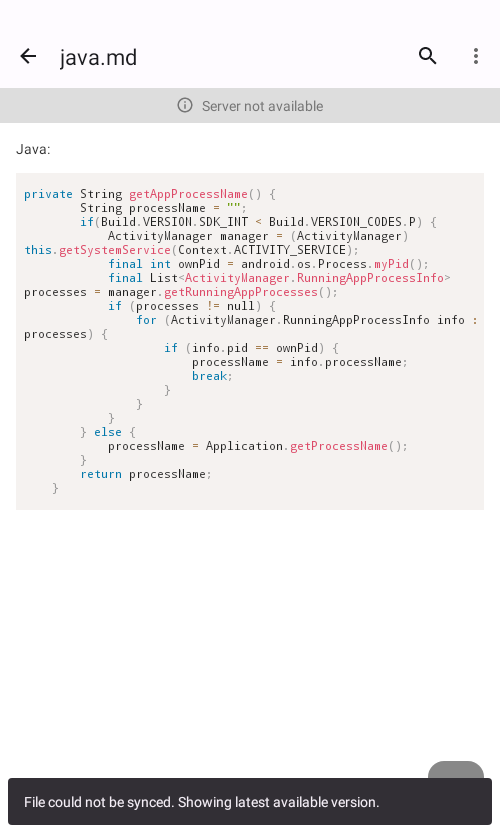 java.md
Server not available
Java:
private String getAppProcessName() {
        String processName = "";
        if(Build.VERSION.SDK_INT < Build.VERSION_CODES.P) {
            ActivityManager manager = (ActivityManager)
this.getSystemService(Context.ACTIVITY_SERVICE);
            final int ownPid = android.os.Process.myPid();
            final List<ActivityManager.RunningAppProcessInfo>
processes = manager.getRunningAppProcesses();
            if (processes != null) {
                for (ActivityManager.RunningAppProcessInfo info :
processes) {
                    if (info.pid == ownPid) {
                        processName = info.processName;
                        break;
                    }
                }
            }
        } else {
            processName = Application.getProcessName();
        }
        return processName;
    }
File could not be synced. Showing latest available version.